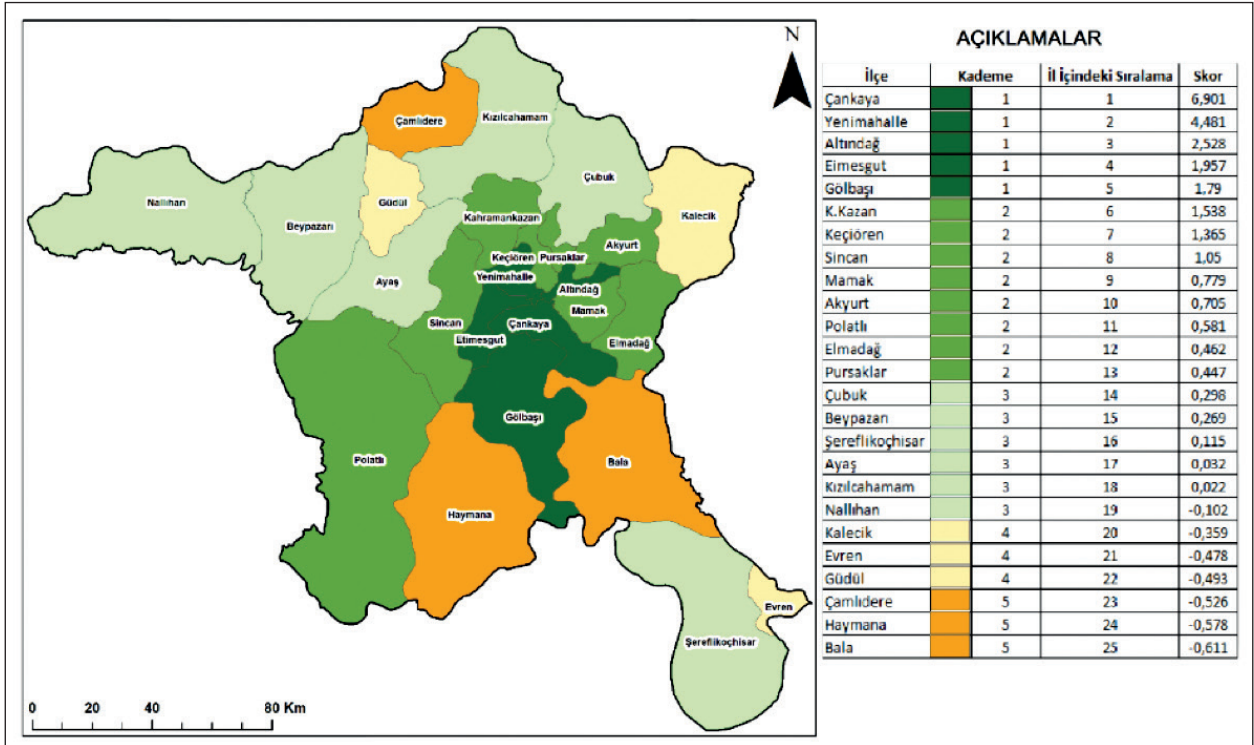 N
Çamlıdere
Kızılcahamam
Çubuk
Nallıhan
Güdül
Kalecik
Beypazarı
Kahramankazan
Akyurt
Keçiören
Pursaklar
Ayaş
Yenimahalle
Altındağ
Mamak
Sincan
Çankaya
Etimesgut
Elmadağ
Gölbaşı
Polatlı
Bala
Haymana
Evren
Şereflikoçhisar
0 20 40 80 Km
AÇIKLAMALAR
İlçe Kademe İl İçindeki Sıralama Skor
Çankaya 1 1 6,901
Yenimahalle 1 2 4,481
Altındağ 1 3 2,528
Eimesgut 1 4 1,957
Gölbaşı 1 5 1.79
K.Kazan 2 6 1,538
Keçiören 2 7 1,365
Sincan 2 8 1,05
Mamak 2 9 0,779
Akyurt 2 10 0,705
Polatlı 2 11 0,581
Elmadağ 2 12 0,462
Pursaklar 2 13 0,447
Çubuk 3 14 0,298
Beypazarı 3 15 0,269
Şereflikoçhisar 3 16 0,115
Ayaş 3 17 0,032
Kızılcahamam 3 18 0,022
Nallıhan 3 19 -0,102
Kalecik 4 20 -0,359
Evren 4 21 -0,478
Güdül 4 22 -0,493
Çamlıdere 5 23 -0,526
Haymana 5 24 -0,578
Bala 5 25 -0,611